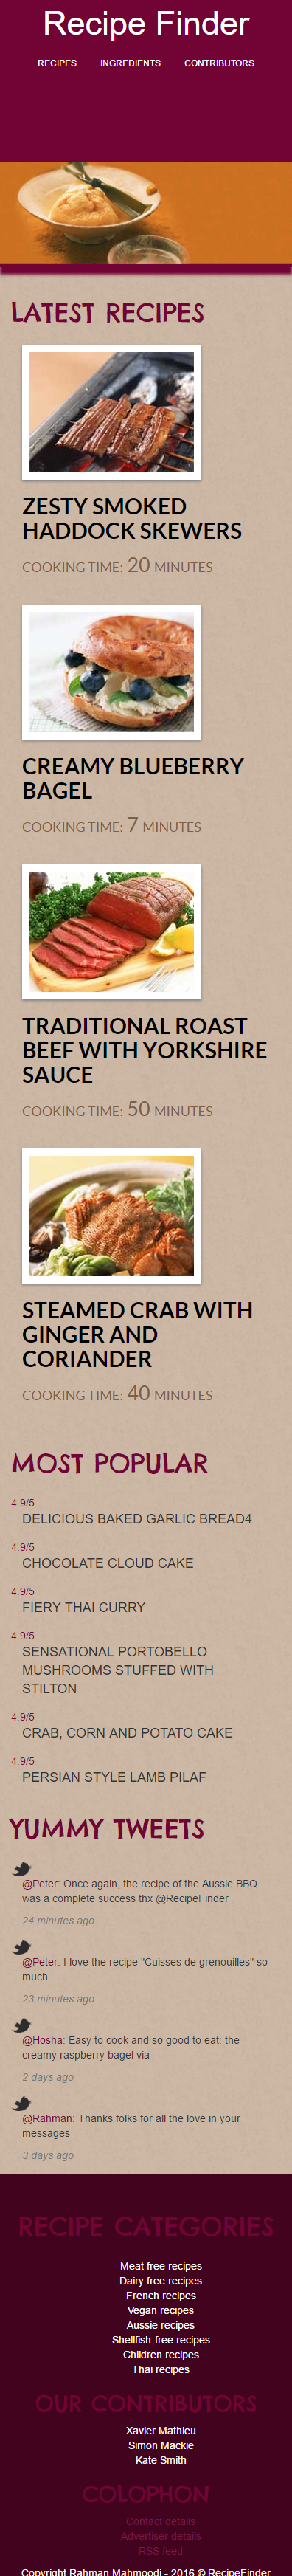 Recipe Finder
RECIPES INGREDIENTS CONTRIBUTORS
LATEST RECIPES
ZESTY SMOKED
HADDOCK SKEWERS
COOKING TIME: 20 MINUTES
CREAMY BLUEBERRY
BAGEL
COOKING TIME: 7 MINUTES
TRADITIONAL ROAST
BEEF WITH YORKSHIRE
SAUCE
COOKING TIME: 50 MINUTES
STEAMED CRAB WITH
GINGER AND
CORIANDER
COOKING TIME: 40 MINUTES
MOST POPULAR
4.9/5
DELICIOUS BAKED GARLIC BREAD4
4.9/5
CHOCOLATE CLOUD CAKE
4.9/5
FIERY THAI CURRY
4.9/5
SENSATIONAL PORTOBELLO
MUSHROOMS STUFFED WITH
STILTON
4.9/5
CRAB, CORN AND POTATO CAKE
4.9/5
PERSIAN STYLE LAMB PILAF
YUMMY TWEETS
@Peter: Once again, the recipe of the Aussie BBQ
was a complete success thx @RecipeFinder
24 minutes ago
@Peter: I love the recipe "Cuisses de grenouilles" so
much
23 minutes ago
@Hosha: Easy to cook and so good to eat: the
creamy raspberry bagel via
2 days ago
@Rahman: Thanks folks for all the love in your
messages
3 days ago
RECIPE CATEGORIES
Meat free recipes
Dairy free recipes
French recipes
Vegan recipes
Aussie recipes
Shellfish-free recipes
Children recipes
Thai recipes
OUR CONTRIBUTORS
Xavier Mathieu
Simon Mackie
Kate Smith
COLOPHON
Contact details
Advertiser details
RSS feed
Copyright Rahman Mahmoodi - 2016 © RecipeFinder